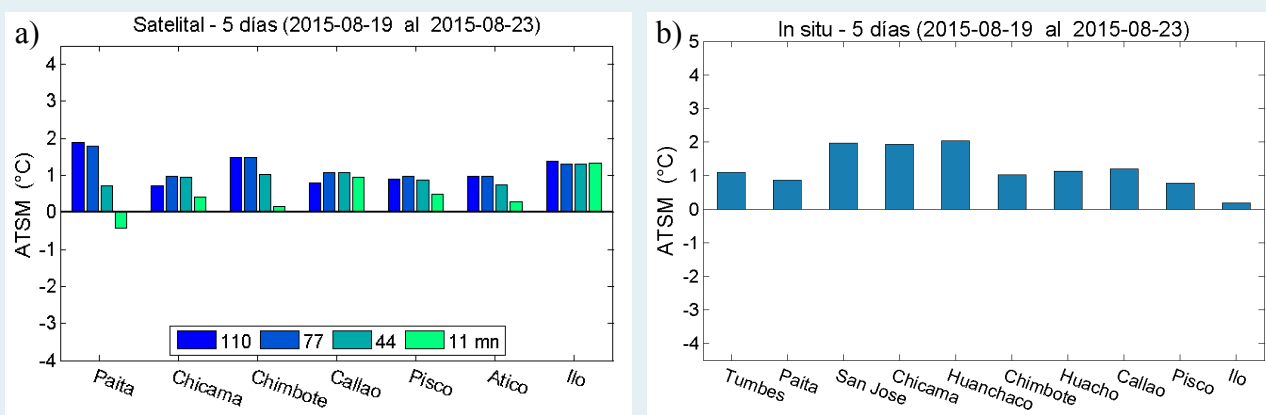 a)
Satelital - 5 días (2015-08-19 al 2015-08-23)
ATSM (°C)
4
3
2
1
0
-1
-2
-3
-4
110 77 44 11 mn
Paita Chicama Chimbote Callao Pisco Atico Ilo
b)
In situ - 5 días (2015-08-19 al 2015-08-23)
ATSM (°C)
5
4
3
2
1
0
-1
-2
-3
-4
Tumbes Paita San Jose Chicama Huanchaco Chimbote Huacho Callao Pisco Ilo